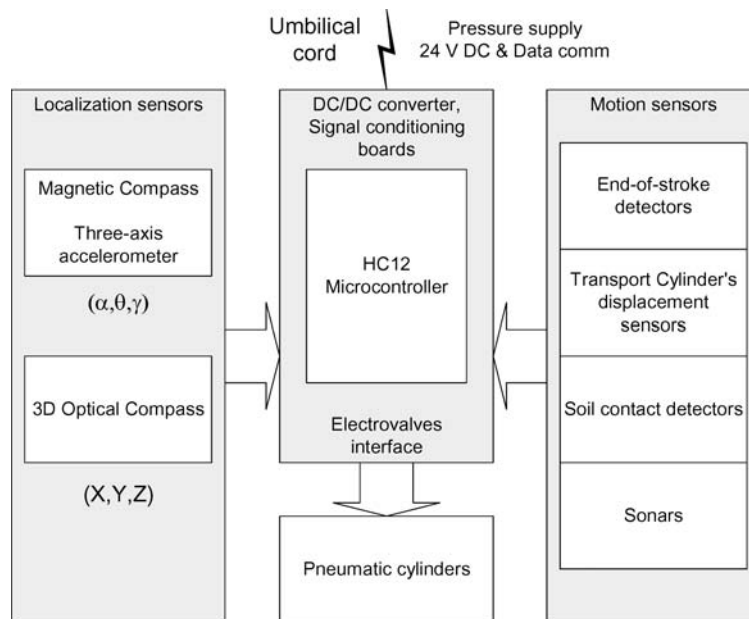 Umbilical
cord
Pressure supply
24 V DC & Data comm
Localization sensors
Magnetic Compass
Three-axis
accelerometer
(α,θ,γ)
3D Optical Compass
(X,Y,Z)
DC/DC converter,
Signal conditioning
boards
HC12
Microcontroller
Electrovalves
interface
Pneumatic cylinders
Motion sensors
End-of-stroke
detectors
Transport Cylinder's
displacement
sensors
Soil contact detectors
Sonars